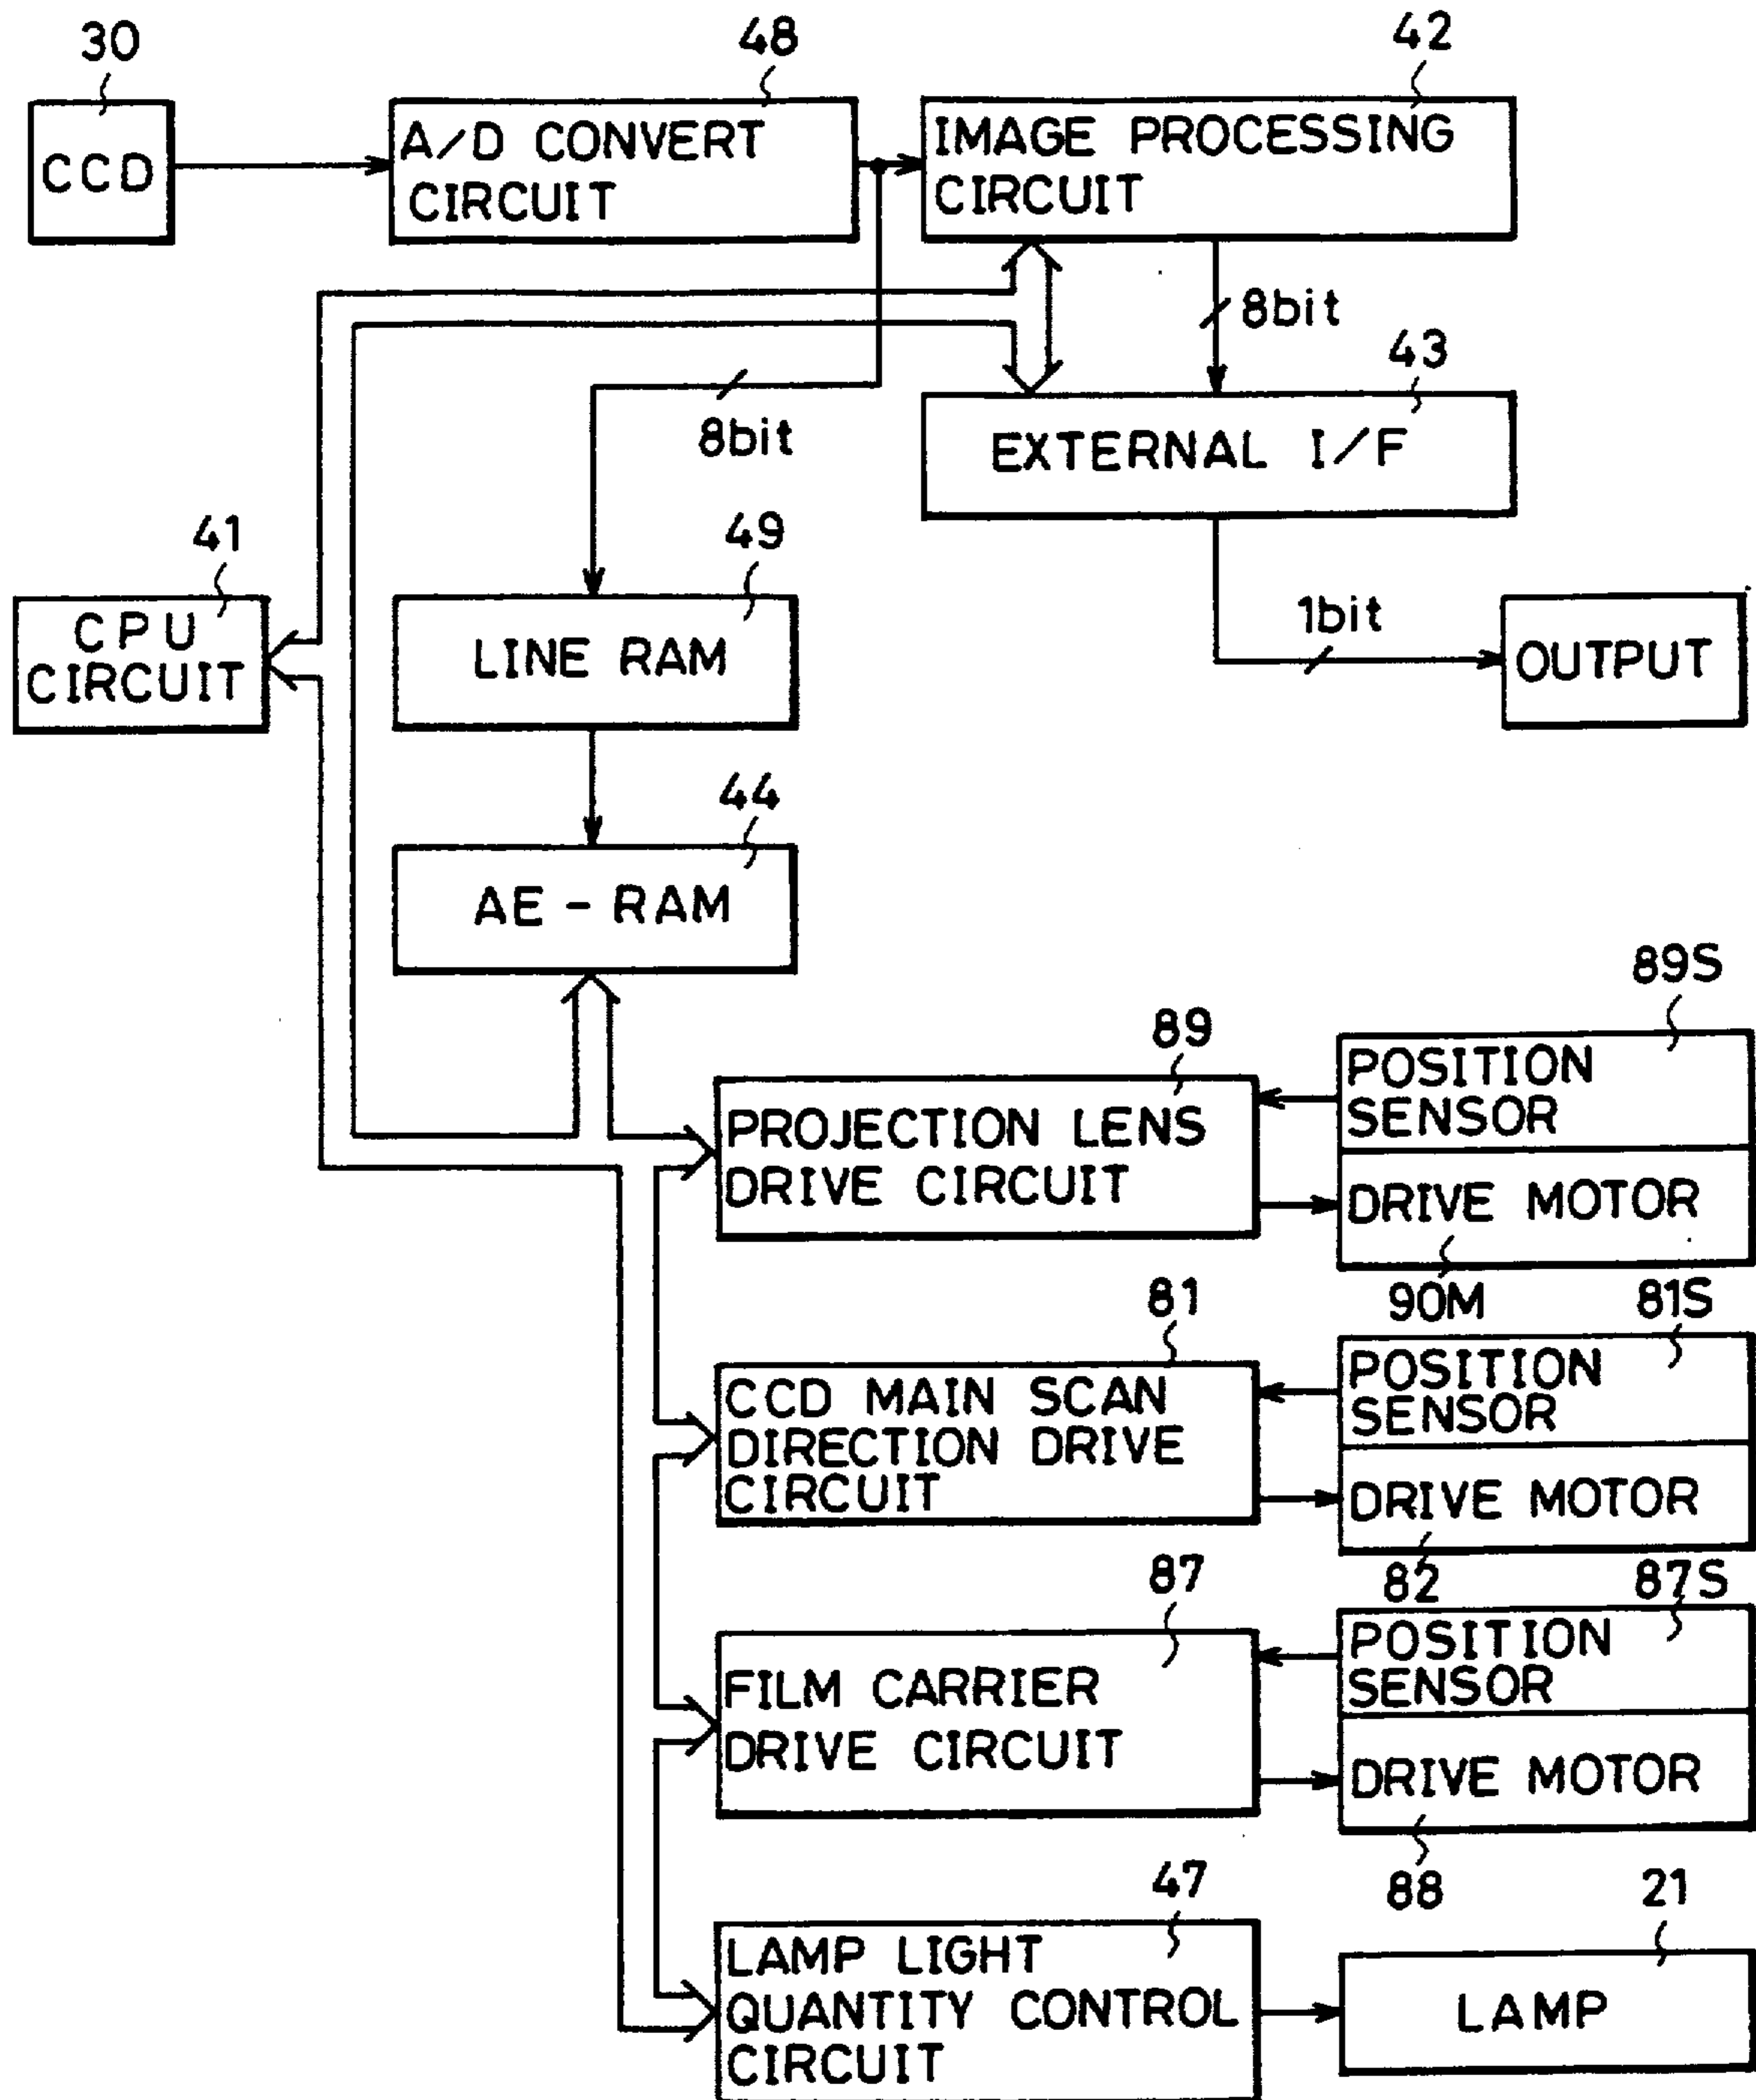 30
48
42
CCD
A/D CONVERT
CIRCUIT
IMAGE PROCESSING
CIRCUIT
8bit
43
8bit
EXTERNAL I/F
41
49
CPU
CIRCUIT
LINE RAM
1bit
OUTPUT
44
AE-RAM
89S
89
POSITION
SENSOR
PROJECTION LENS
DRIVE CIRCUIT
DRIVE MOTOR
90M
81S
81
POSITION
SENSOR
CCD MAIN SCAN
DIRECTION DRIVE
CIRCUIT
DRIVE MOTOR
82
87S
87
POSITION
SENSOR
FILM CARRIER
DRIVE CIRCUIT
DRIVE MOTOR
88
47
21
LAMP LIGHT
QUANTITY CONTROL
CIRCUIT
LAMP